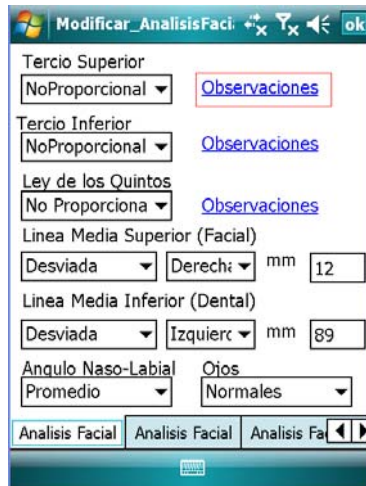 Modificar_AnalisisFaci ok
Tercio Superior
NoProporcional Observaciones
Tercio Inferior
NoProporcional Observaciones
Ley de los Quintos
No Proporciona Observaciones
Linea Media Superior (Facial)
Desviada Derecha mm 12
Linea Media Inferior (Dental)
Desviada Izquierc mm 89
Angulo Naso-Labial Ojos
Promedio Normales
Analisis Facial Analisis Facial Analisis Fac